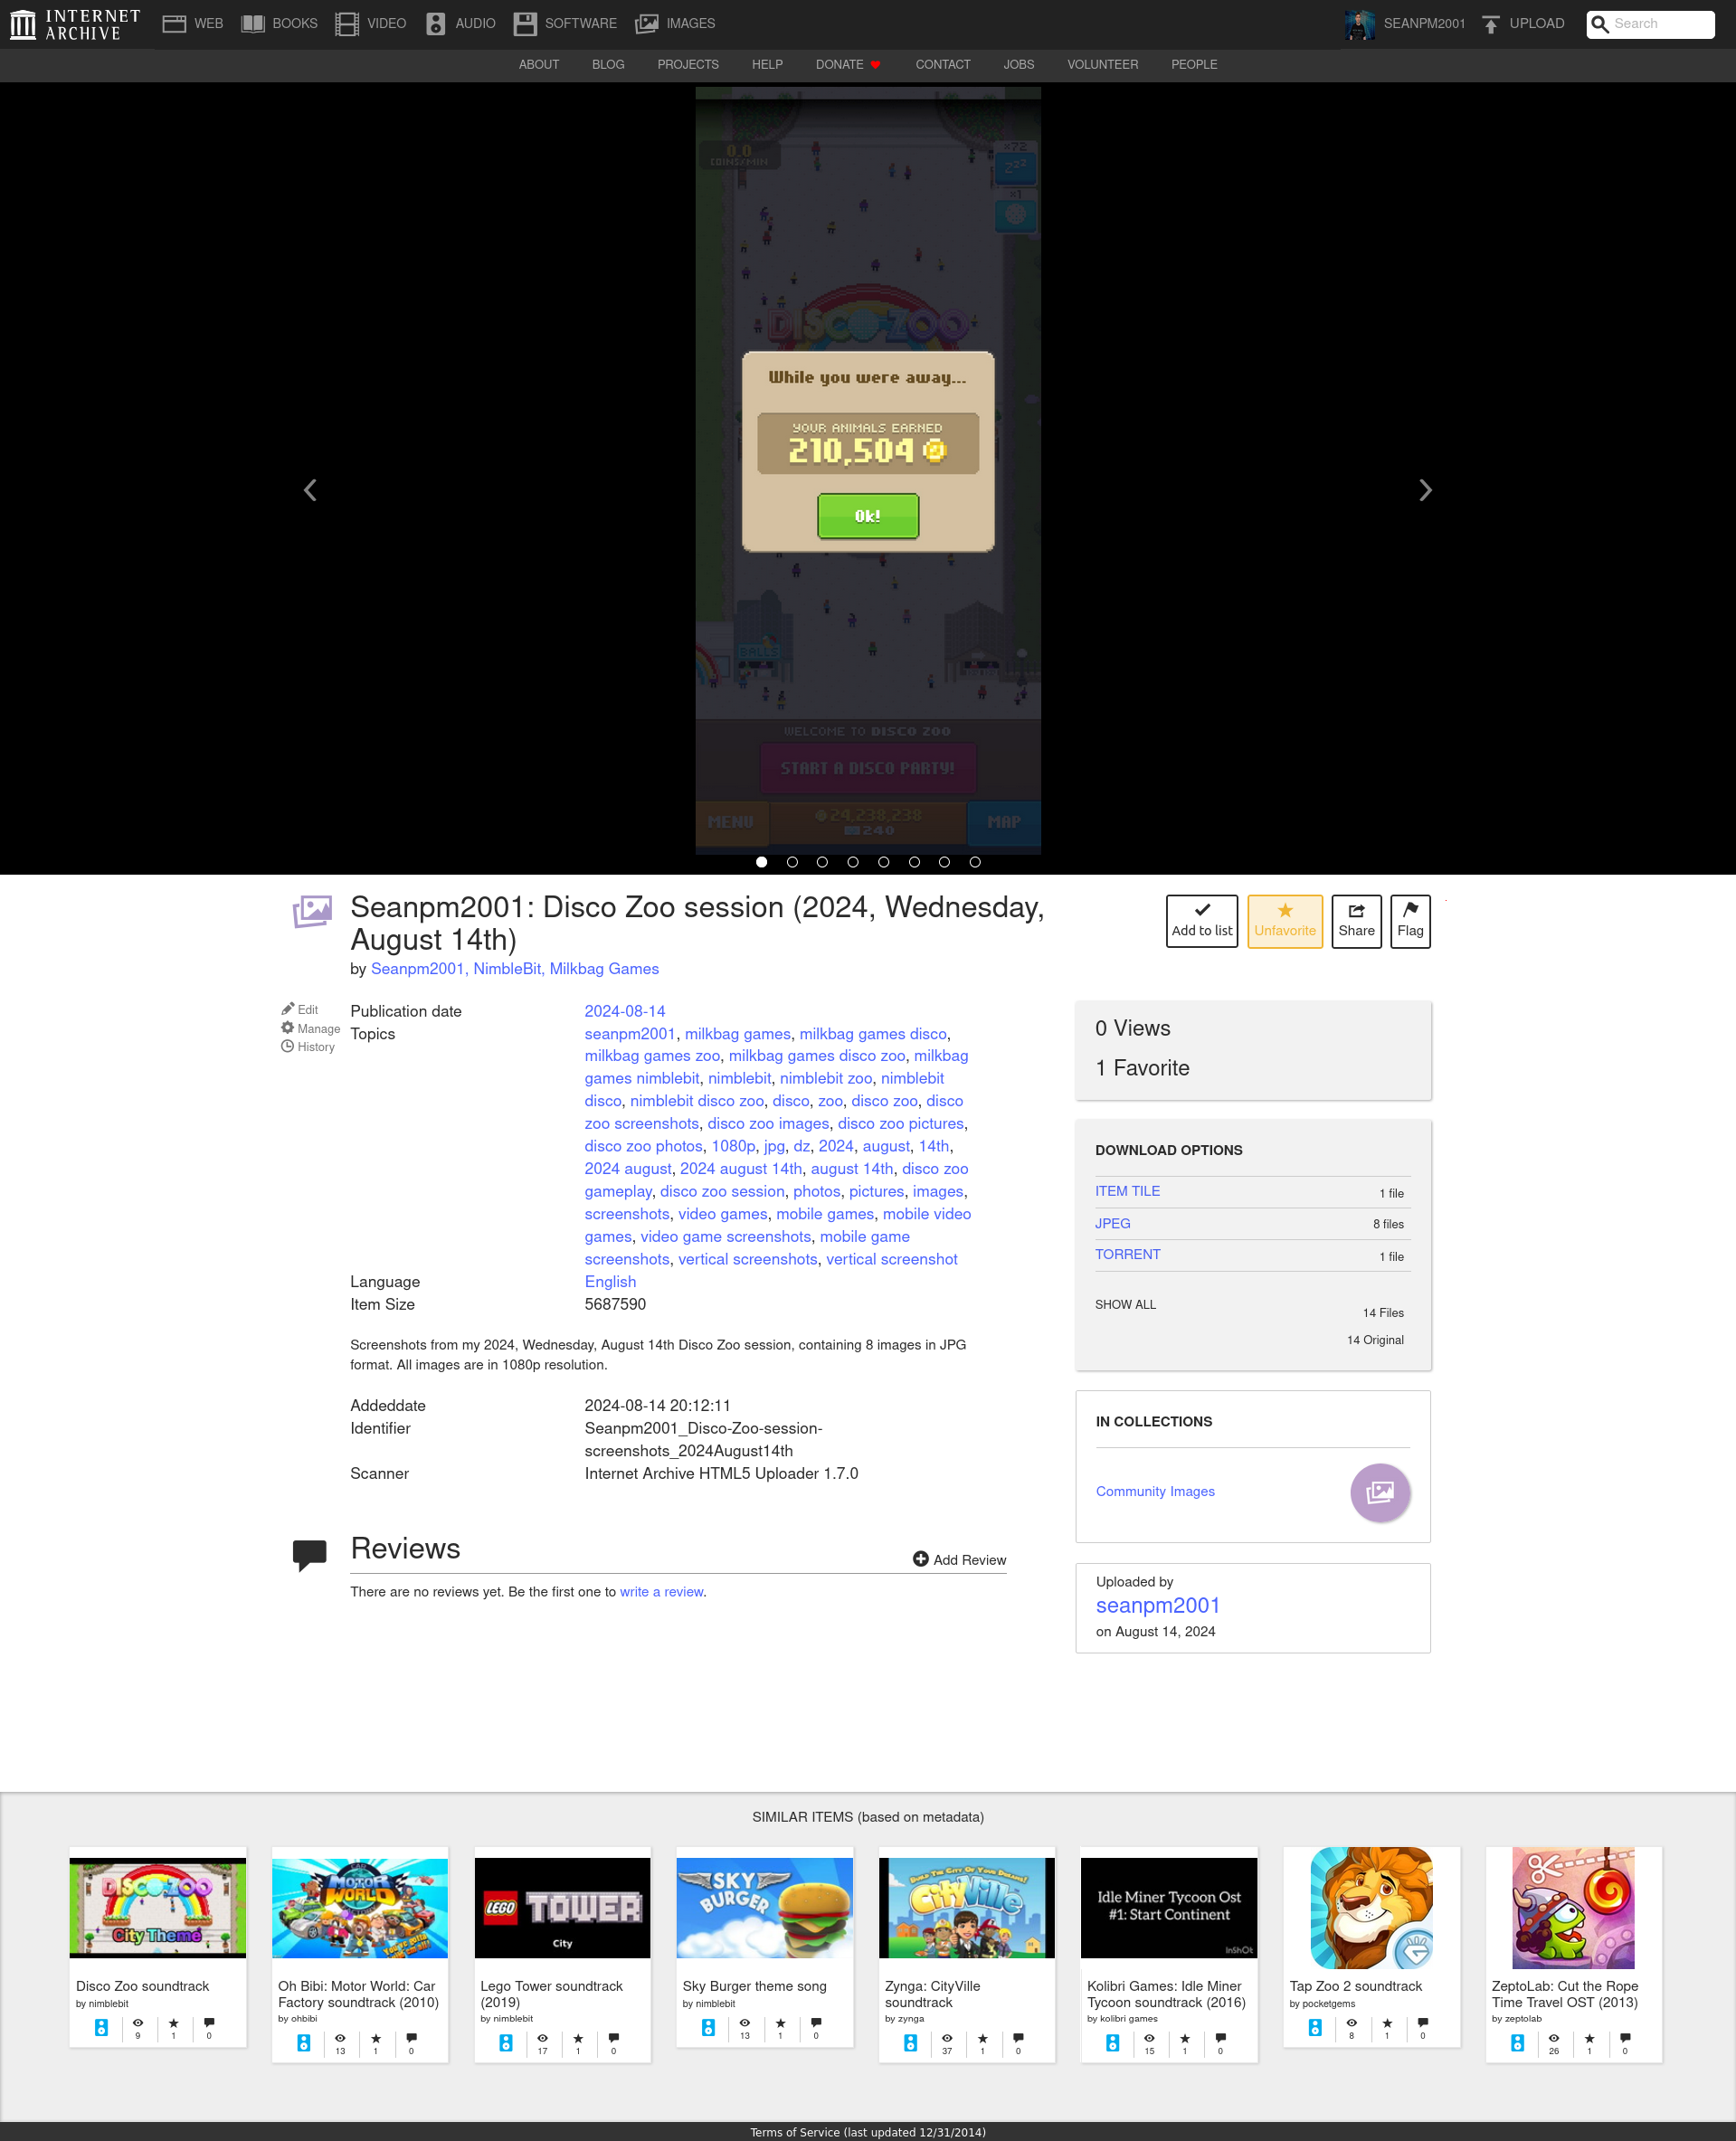 INTERNET ARCHIVE
WEB BOOKS VIDEO AUDIO SOFTWARE IMAGES SEANPM2001 UPLOAD Search
ABOUT BLOG PROJECTS HELP DONATE CONTACT JOBS VOLUNTEER PEOPLE
0.0
COINS/MIN
x72
zzz
x1
DISCO ZOO
While you were away...
YOUR ANIMALS EARNED
210,504
Ok!
BALLS
WELCOME TO DISCO ZOO
START A DISCO PARTY!
MENU
24,238,238
240
MAP
Seanpm2001: Disco Zoo session (2024, Wednesday,
August 14th)
by Seanpm2001, NimbleBit, Milkbag Games
Add to list
Unfavorite
Share
Flag
Edit
Manage
History
Publication date 2024-08-14
Topics seanpm2001, milkbag games, milkbag games disco,
milkbag games zoo, milkbag games disco zoo, milkbag
games nimblebit, nimblebit, nimblebit zoo, nimblebit
disco, nimblebit disco zoo, disco, zoo, disco zoo, disco
zoo screenshots, disco zoo images, disco zoo pictures,
disco zoo photos, 1080p, jpg, dz, 2024, august, 14th,
2024 august, 2024 august 14th, august 14th, disco zoo
gameplay, disco zoo session, photos, pictures, images,
screenshots, video games, mobile games, mobile video
games, video game screenshots, mobile game
screenshots, vertical screenshots, vertical screenshot
Language English
Item Size 5687590
Screenshots from my 2024, Wednesday, August 14th Disco Zoo session, containing 8 images in JPG
format. All images are in 1080p resolution.
Addeddate 2024-08-14 20:12:11
Identifier Seanpm2001_Disco-Zoo-session-
screenshots_2024August14th
Scanner Internet Archive HTML5 Uploader 1.7.0
Reviews
Add Review
There are no reviews yet. Be the first one to write a review.
0 Views
1 Favorite
DOWNLOAD OPTIONS
ITEM TILE 1 file
JPEG 8 files
TORRENT 1 file
SHOW ALL 14 Files
14 Original
IN COLLECTIONS
Community Images
Uploaded by
seanpm2001
on August 14, 2024
SIMILAR ITEMS (based on metadata)
DISCO ZOO
City Theme
Disco Zoo soundtrack
by nimblebit
9 1 0
MOTOR WORLD
Oh Bibi: Motor World: Car
Factory soundtrack (2010)
by ohbibi
13 1 0
LEGO TOWER
City
Lego Tower soundtrack
(2019)
by nimblebit
17 1 0
SKY BURGER
Sky Burger theme song
by nimblebit
13 1 0
Build The City Of Your Dreams!
CityVille
Zynga: CityVille
soundtrack
by zynga
37 1 0
Idle Miner Tycoon Ost
#1: Start Continent
InShOt
Kolibri Games: Idle Miner
Tycoon soundtrack (2016)
by kolibri games
15 1 0
Tap Zoo 2 soundtrack
by pocketgems
8 1 0
ZeptoLab: Cut the Rope
Time Travel OST (2013)
by zeptolab
26 1 0
Terms of Service (last updated 12/31/2014)